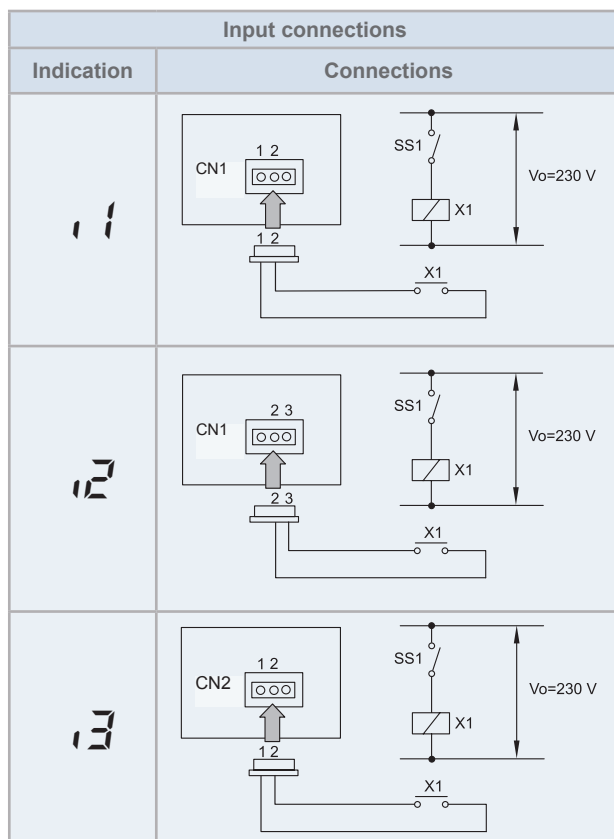 Input connections
Indication Connections
i1
CN1
1 2
1 2
SS1
X1
Vo=230 V
X1
i2
CN1
2 3
2 3
SS1
X1
Vo=230 V
X1
i3
CN2
1 2
1 2
SS1
X1
Vo=230 V
X1